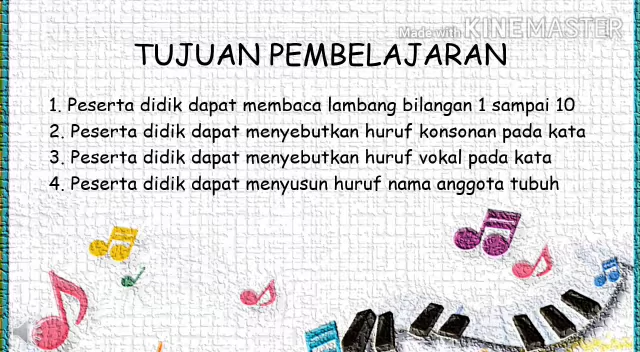 Made with KINEMASTER
TUJUAN PEMBELAJARAN
1. Peserta didik dapat membaca lambang bilangan 1 sampai 10
2. Peserta didik dapat menyebutkan huruf konsonan pada kata
3. Peserta didik dapat menyebutkan huruf vokal pada kata
4. Peserta didik dapat menyusun huruf nama anggota tubuh